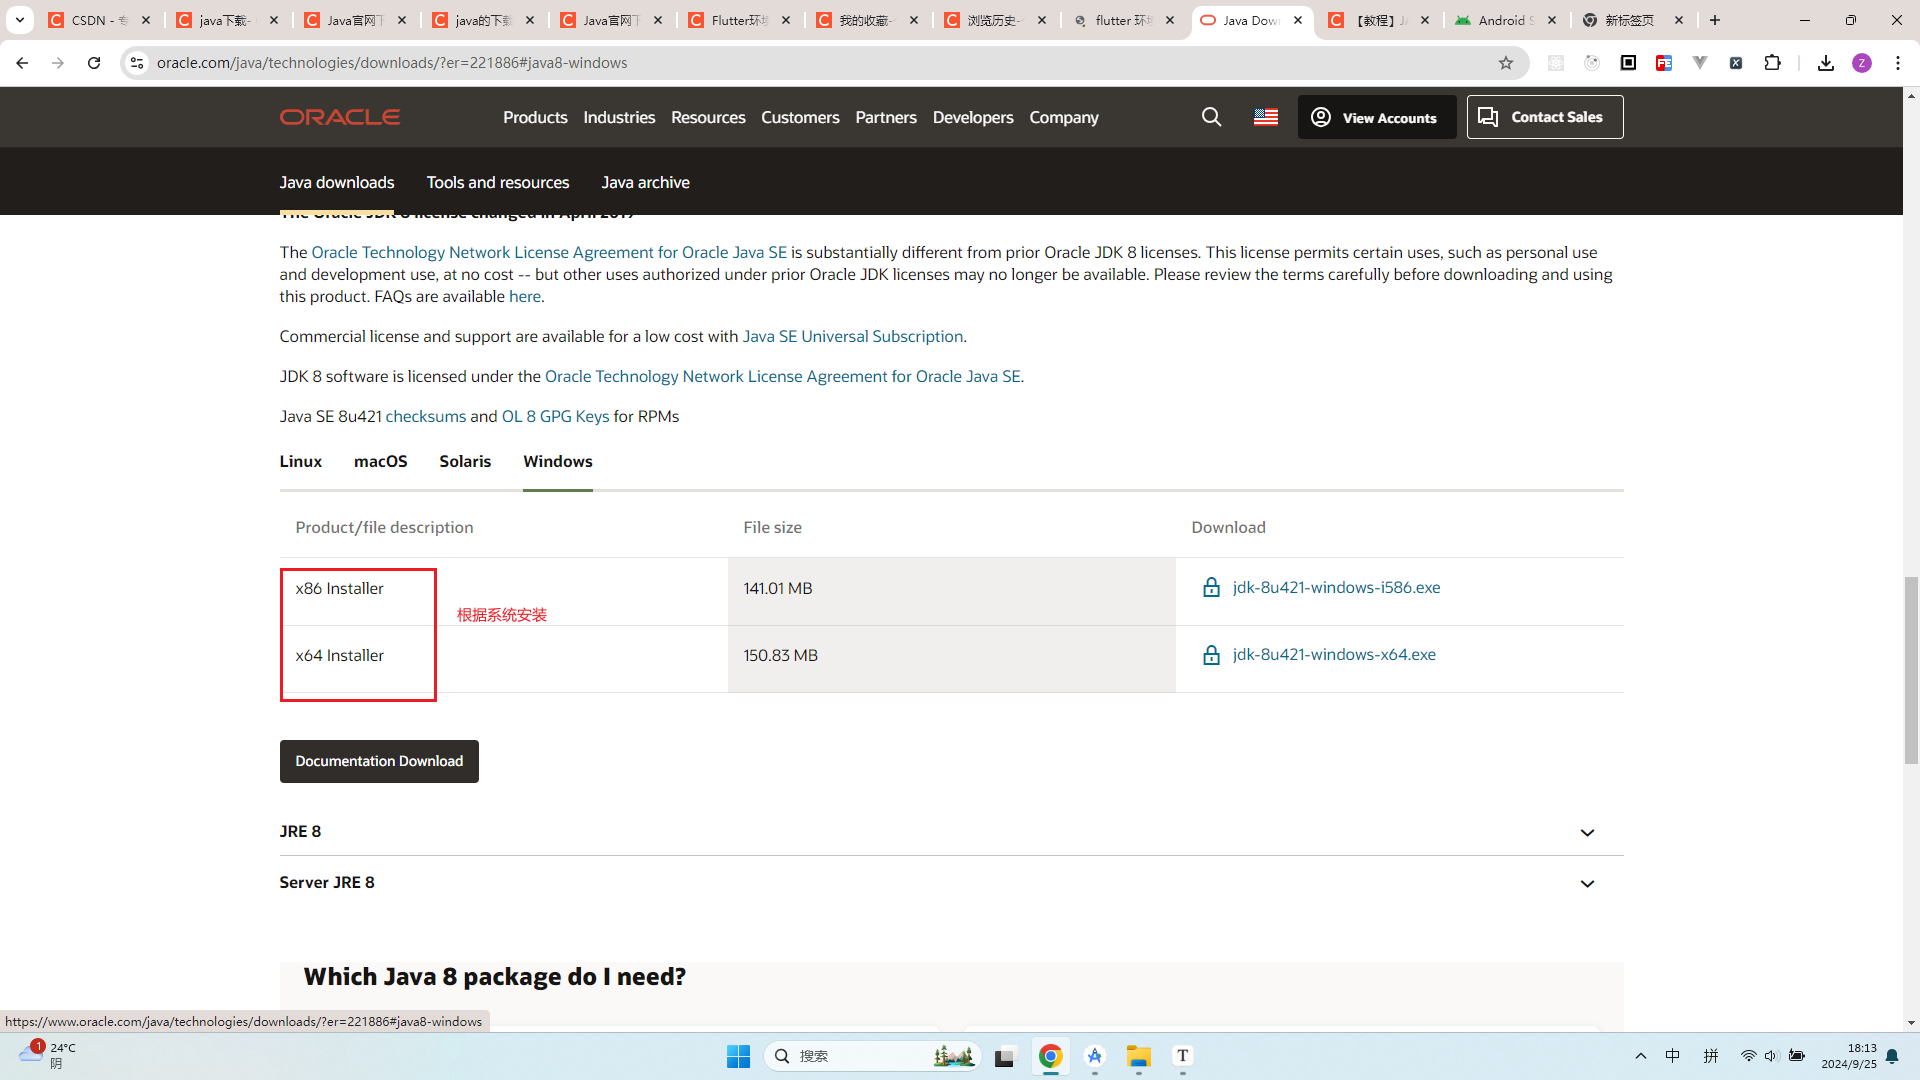 CSDN - 专
java下载-
Java官网下
java的下载
Java官网下
Flutter环境
我的收藏-
浏览历史-
flutter 环境
Java Down
【教程】JA
Android S
新标签页
oracle.com/java/technologies/downloads/?er=221886#java8-windows
Z
ORACLE
Products
Industries
Resources
Customers
Partners
Developers
Company
View Accounts
Contact Sales
Java downloads
Tools and resources
Java archive
The Oracle JDK 8 license changed in April 2019
The Oracle Technology Network License Agreement for Oracle Java SE is substantially different from prior Oracle JDK 8 licenses. This license permits certain uses, such as personal use
and development use, at no cost -- but other uses authorized under prior Oracle JDK licenses may no longer be available. Please review the terms carefully before downloading and using
this product. FAQs are available here.
Commercial license and support are available for a low cost with Java SE Universal Subscription.
JDK 8 software is licensed under the Oracle Technology Network License Agreement for Oracle Java SE.
Java SE 8u421 checksums and OL 8 GPG Keys for RPMs
Linux
macOS
Solaris
Windows
Product/file description
File size
Download
x86 Installer
141.01 MB
jdk-8u421-windows-i586.exe
根据系统安装
x64 Installer
150.83 MB
jdk-8u421-windows-x64.exe
Documentation Download
JRE 8
Server JRE 8
Which Java 8 package do I need?
https://www.oracle.com/java/technologies/downloads/?er=221886#java8-windows
1
24°C
阴
搜索
T
中
拼
18:13
2024/9/25